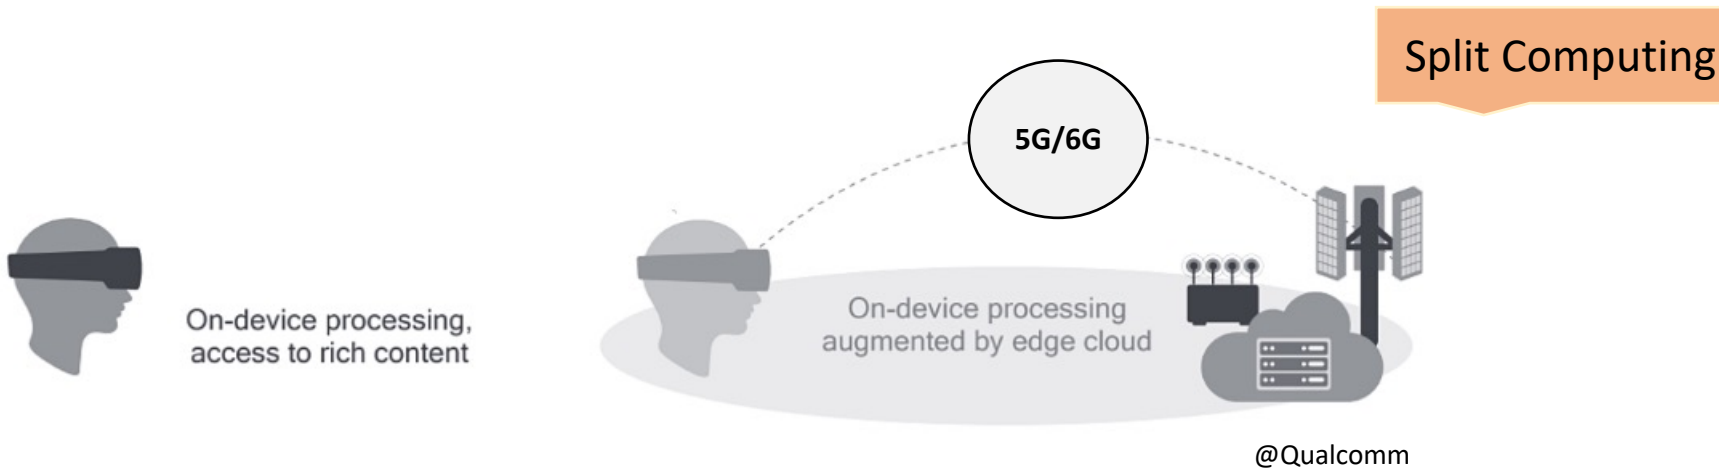 Split Computing
5G/6G
On-device processing,
access to rich content
On-device processing
augmented by edge cloud
@Qualcomm